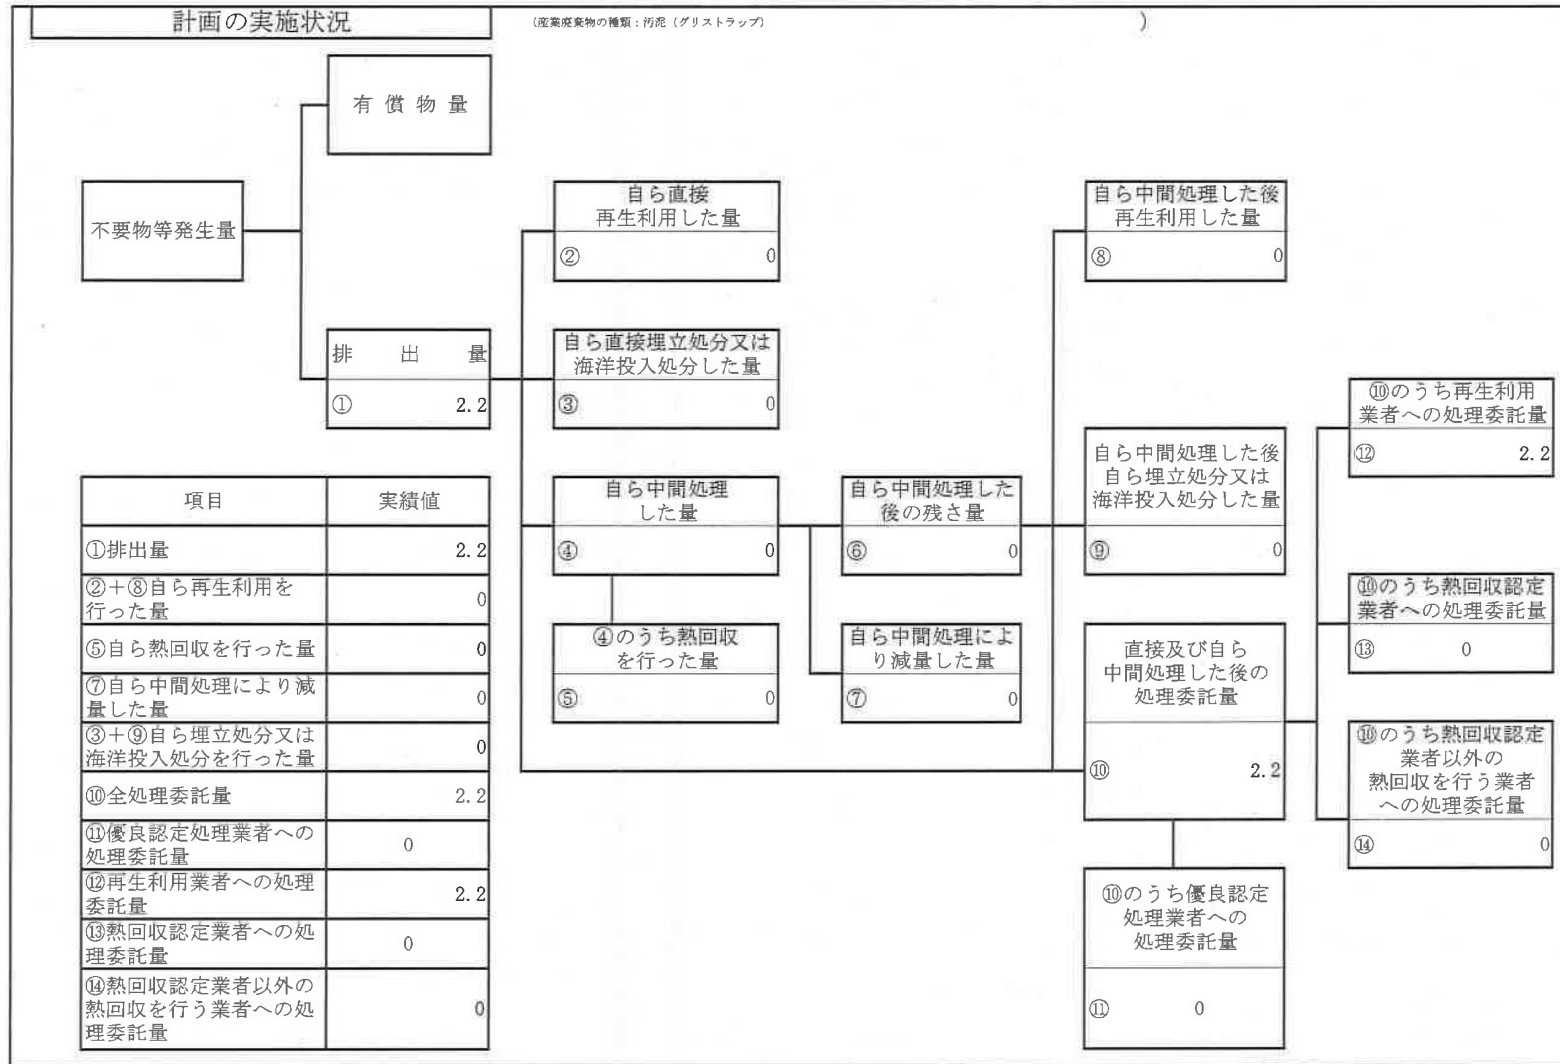 計画の実施状況
（産業廃棄物の種類：汚泥（グリストラップ）
）
有償物量
不要物等発生量
排出量
① 2.2
自ら直接
再生利用した量
② 0
自ら直接埋立処分又は
海洋投入処分した量
③ 0
自ら中間処理
した量
④ 0
④のうち熱回収
を行った量
⑤ 0
自ら中間処理した
後の残さ量
⑥ 0
自ら中間処理によ
り減量した量
⑦ 0
自ら中間処理した後
再生利用した量
⑧ 0
自ら中間処理した後
自ら埋立処分又は
海洋投入処分した量
⑨ 0
直接及び自ら
中間処理した後の
処理委託量
⑩ 2.2
⑩のうち優良認定
処理業者への
処理委託量
⑪ 0
⑩のうち再生利用
業者への処理委託量
⑫ 2.2
⑩のうち熱回収認定
業者への処理委託量
⑬ 0
⑩のうち熱回収認定
業者以外の
熱回収を行う業者
への処理委託量
⑭ 0
項目 実績値
①排出量 2.2
②＋⑧自ら再生利用を
行った量 0
⑤自ら熱回収を行った量 0
⑦自ら中間処理により減
量した量 0
③＋⑨自ら埋立処分又は
海洋投入処分を行った量 0
⑩全処理委託量 2.2
⑪優良認定処理業者への
処理委託量 0
⑫再生利用業者への処理
委託量 2.2
⑬熱回収認定業者への処
理委託量 0
⑭熱回収認定業者以外の
熱回収を行う業者への処
理委託量 0